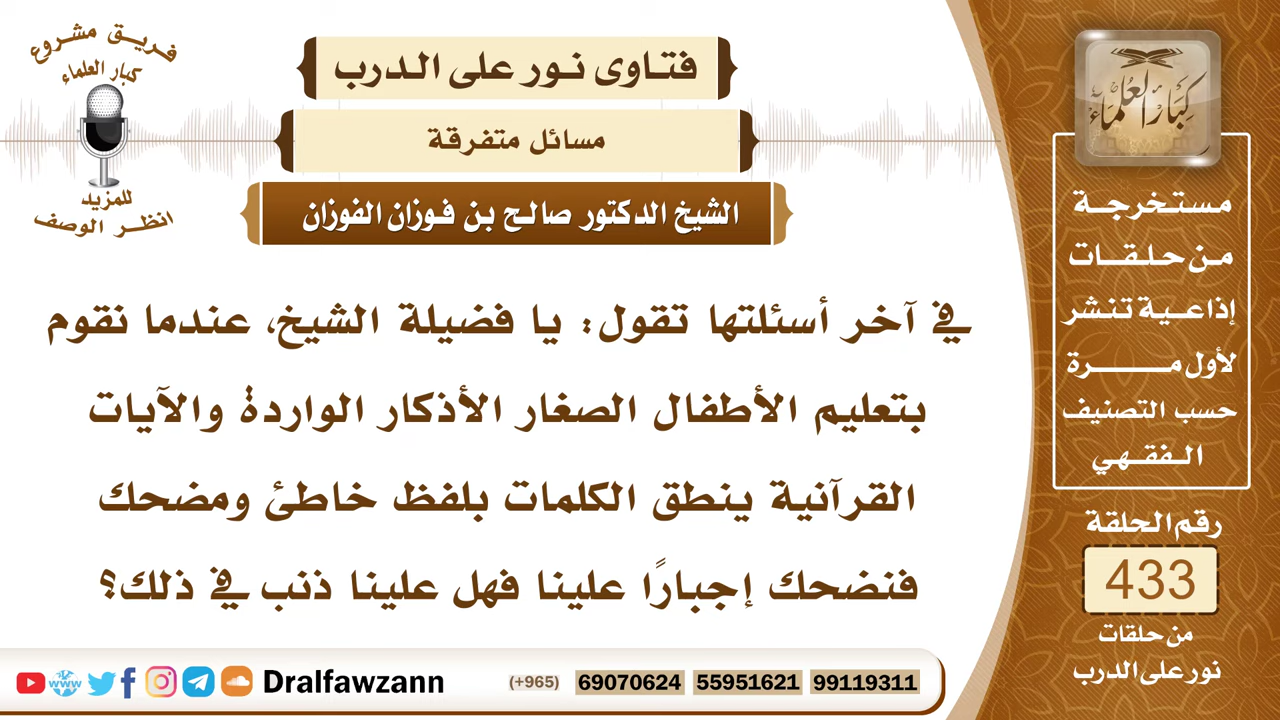 فريق مشروع
كبار العلماء
للمزيد
انظر الوصف
فتاوى نور على الدرب
مسائل متفرقة
الشيخ الدكتور صالح بن فوزان الفوزان
في آخر أسئلتها تقول: يا فضيلة الشيخ، عندما نقوم
بتعليم الأطفال الصغار الأذكار الواردة والآيات
القرآنية ينطق الكلمات بلفظ خاطئ ومضحك
فنضحك إجبارًا علينا فهل علينا ذنب في ذلك؟
كبار العلماء
مستخرجة
من حلقات
إذاعية تنشر
لأول مرة
حسب التصنيف
الفقهي
رقم الحلقة
433
من حلقات
نور على الدرب
www
Dralfawzann (+965) 69070624 55951621 99119311